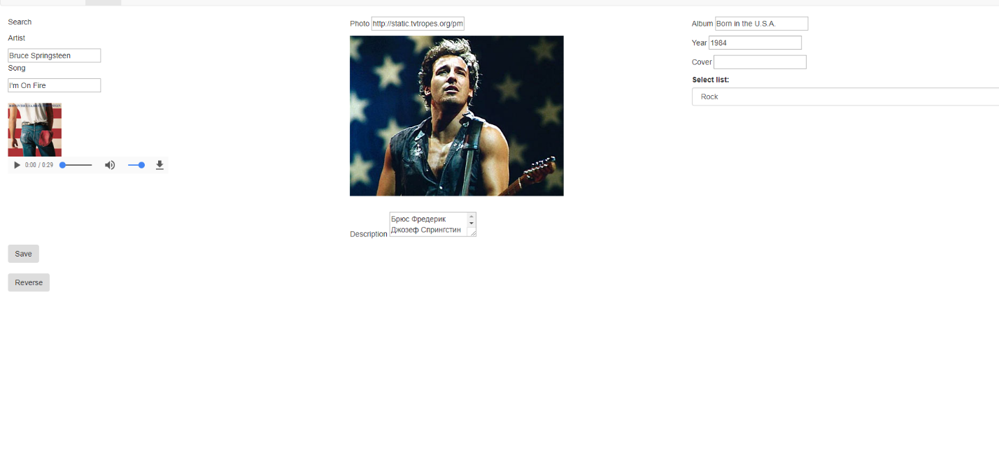 Search
Artist
Bruce Springsteen
Song
I'm On Fire
0:00 / 0:29
Save
Reverse
Photo http://static.tvtropes.org/pm
Description Брюс Фредерик
Джозеф Спрингстин
Album Born in the U.S.A.
Year 1984
Cover
Select list:
Rock